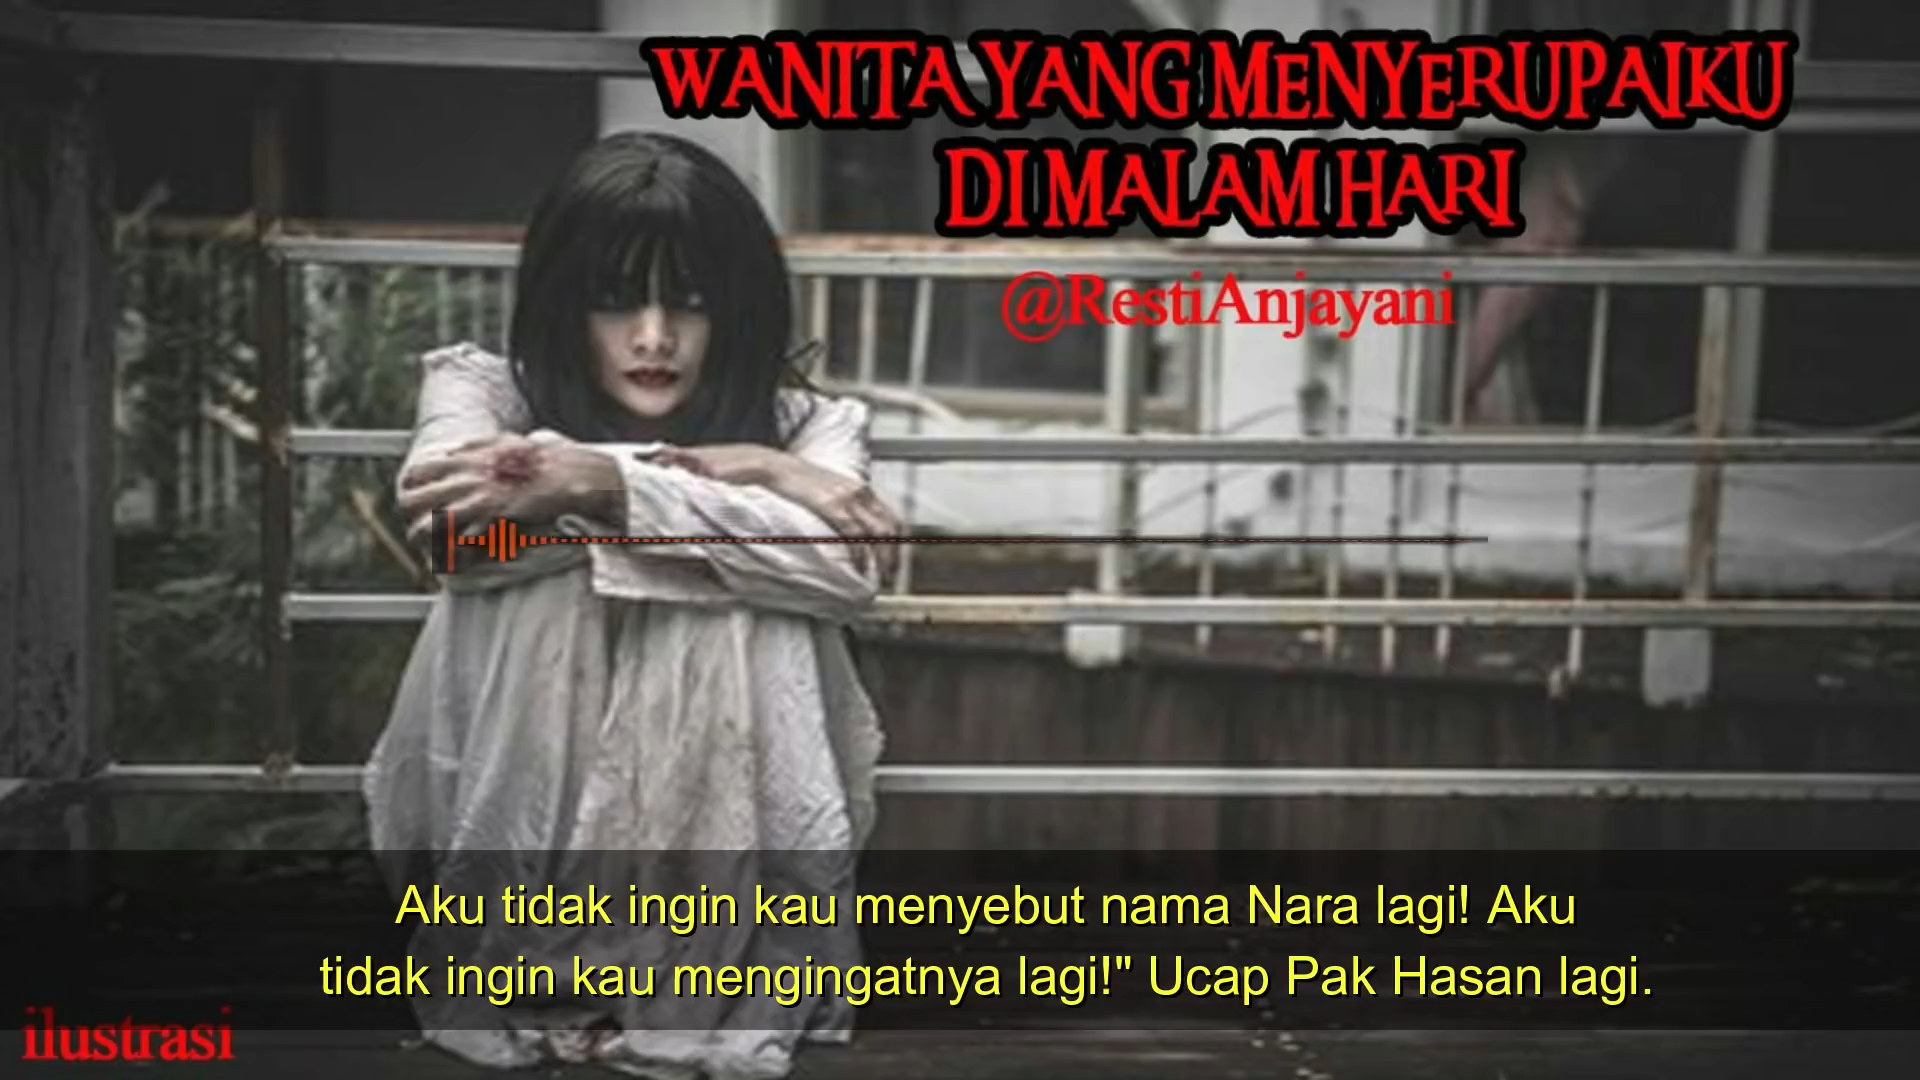 WANITA YANG MENYERUPAIKU
DI MALAM HARI
@RestiAnjayani
Aku tidak ingin kau menyebut nama Nara lagi! Aku
tidak ingin kau mengingatnya lagi!" Ucap Pak Hasan lagi.
ilustrasi